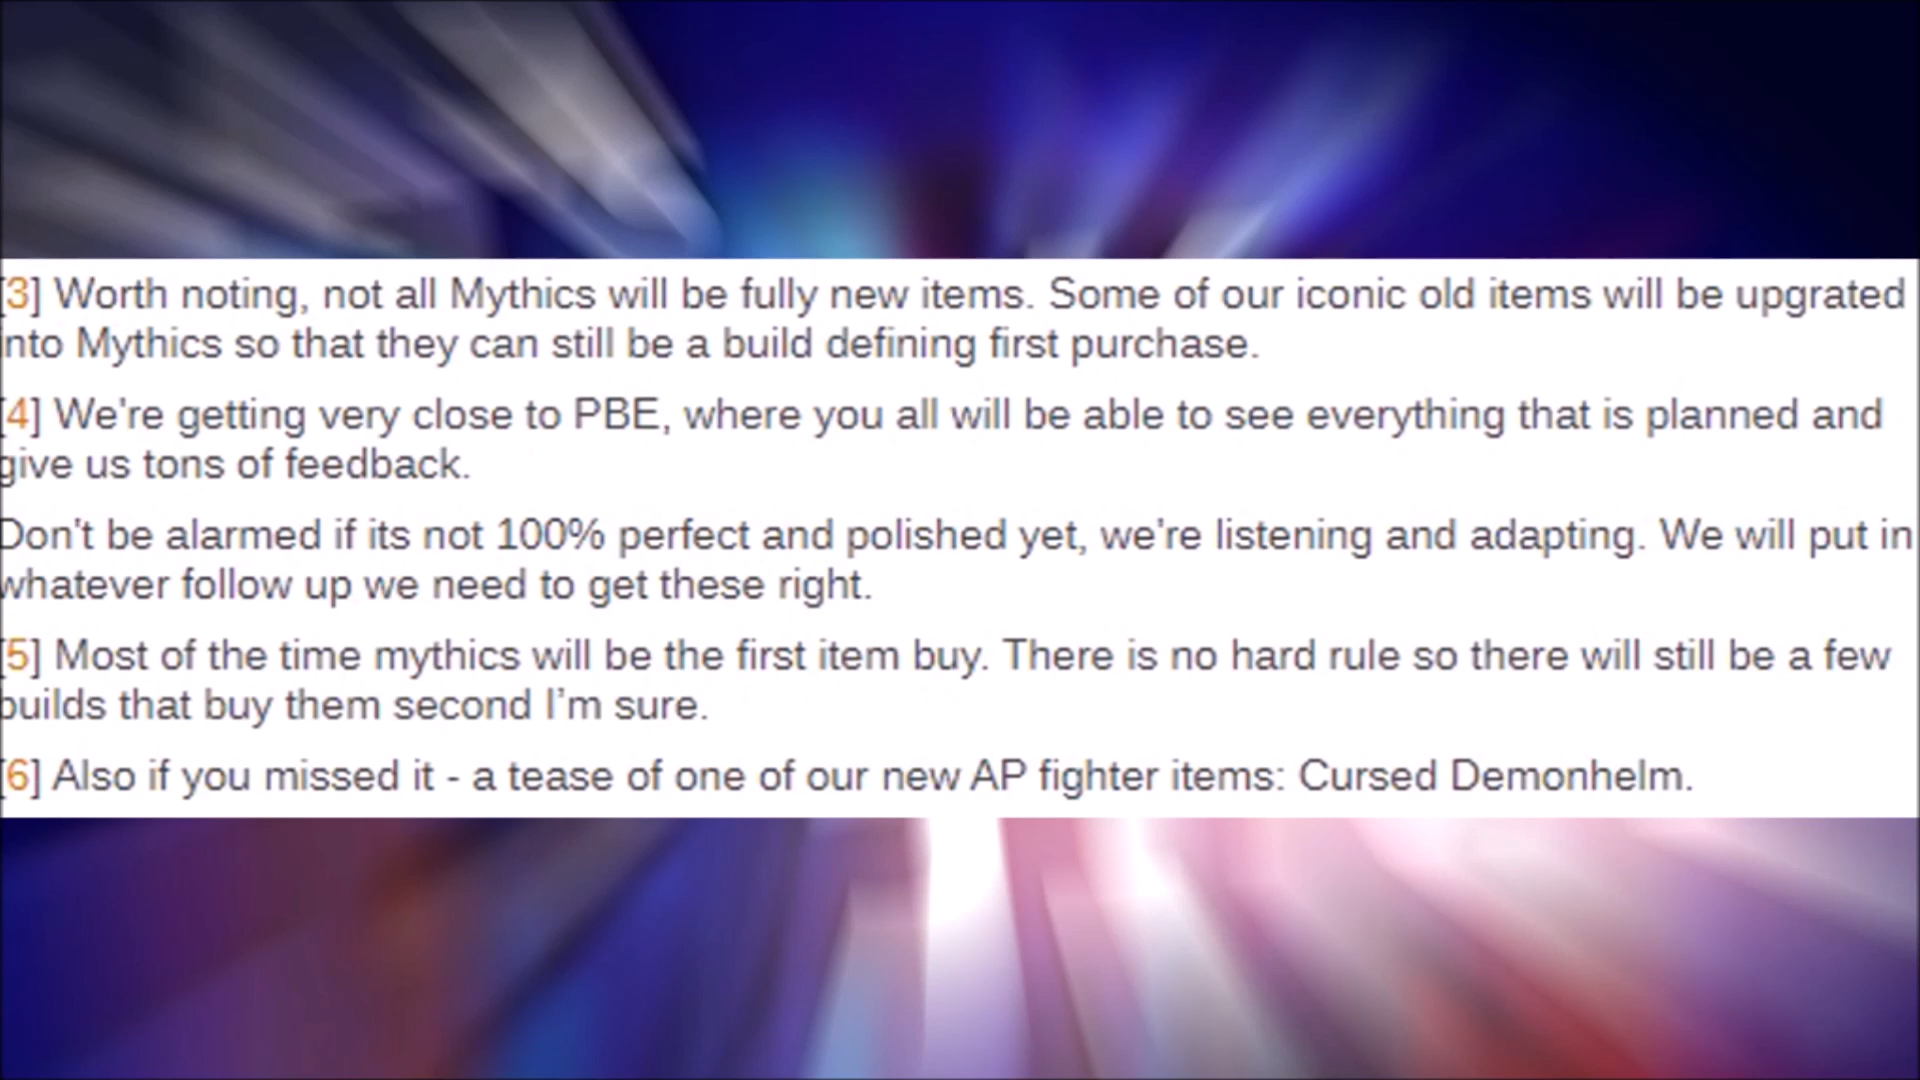 [3] Worth noting, not all Mythics will be fully new items. Some of our iconic old items will be upgrated
into Mythics so that they can still be a build defining first purchase.
[4] We're getting very close to PBE, where you all will be able to see everything that is planned and
give us tons of feedback.
Don't be alarmed if its not 100% perfect and polished yet, we're listening and adapting. We will put in
whatever follow up we need to get these right.
[5] Most of the time mythics will be the first item buy. There is no hard rule so there will still be a few
builds that buy them second I’m sure.
[6] Also if you missed it - a tease of one of our new AP fighter items: Cursed Demonhelm.